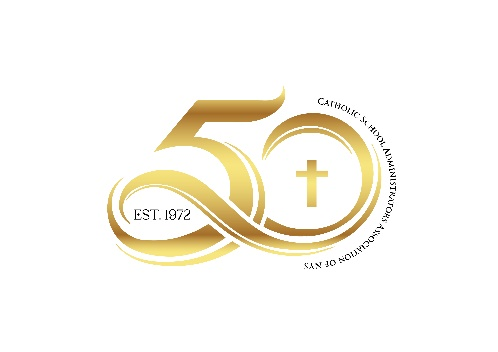 50
EST. 1972
CATHOLIC SCHOOL ADMINISTRATORS ASSOCIATION OF NYS